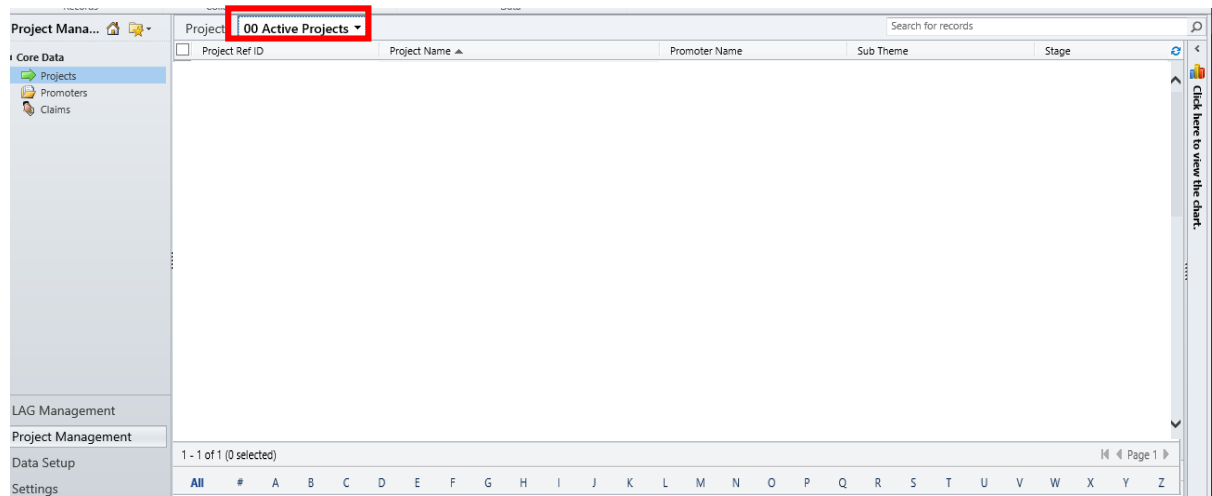 Project Mana...
Project 00 Active Projects
Search for records
Project Ref ID Project Name Promoter Name Sub Theme Stage
Core Data
Projects
Promoters
Claims
Click here to view the chart.
LAG Management
Project Management
Data Setup
Settings
1 - 1 of 1 (0 selected) Page 1
All # A B C D E F G H I J K L M N O P Q R S T U V W X Y Z